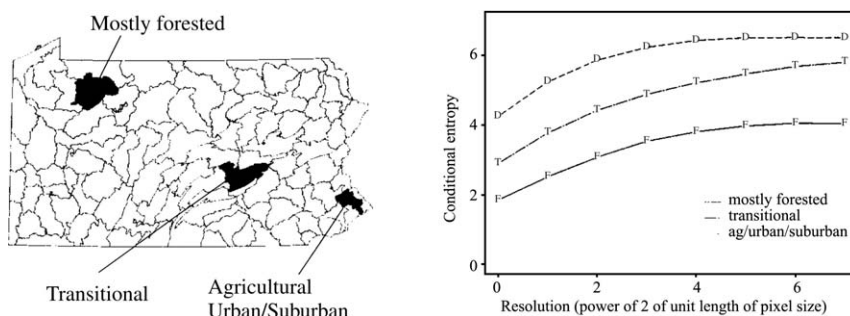 Mostly forested
Transitional
Agricultural
Urban/Suburban
Conditional entropy
6
4
2
0
D D D D D D D D
T T T T T T T T
F F F F F F F F
mostly forested
transitional
ag/urban/suburban
0 2 4 6
Resolution (power of 2 of unit length of pixel size)